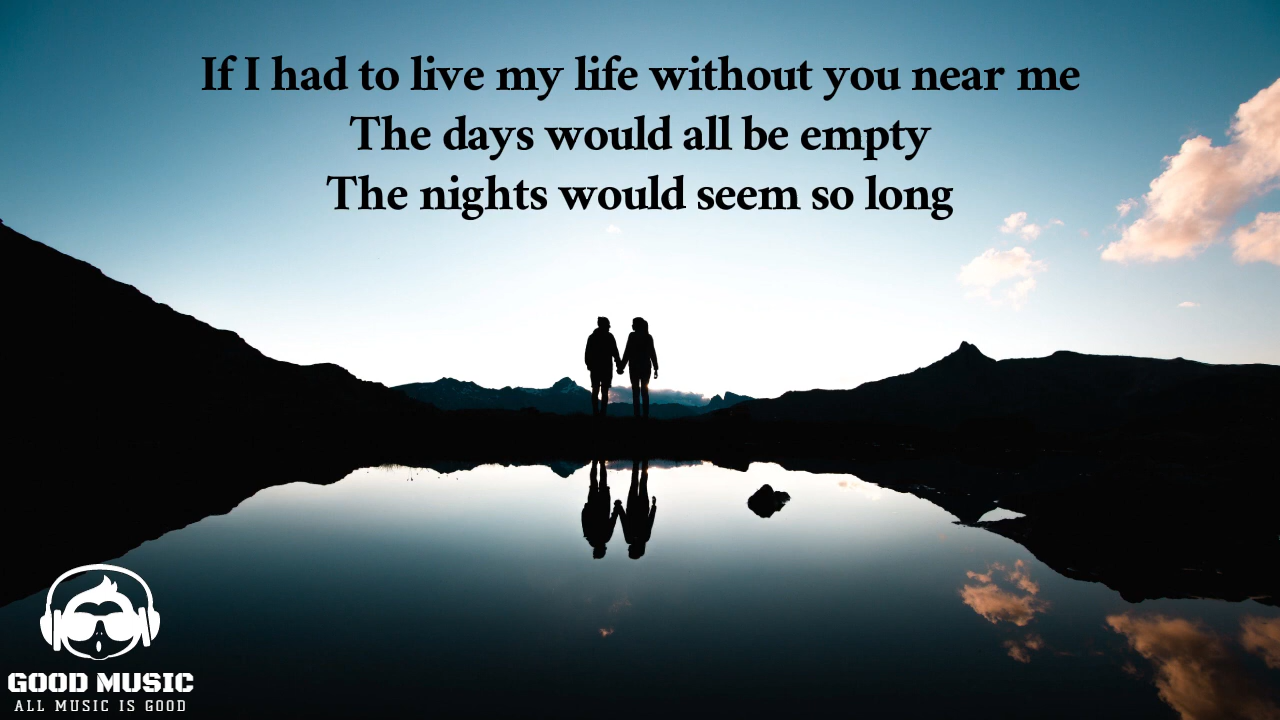 If I had to live my life without you near me
The days would all be empty
The nights would seem so long
GOOD MUSIC
ALL MUSIC IS GOOD